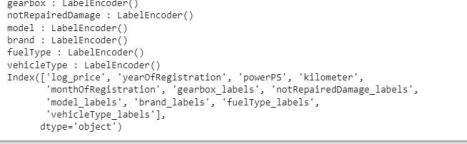 gearbox : LabelEncoder()
notRepairedDamage : LabelEncoder()
model : LabelEncoder()
brand : LabelEncoder()
fuelType : LabelEncoder()
vehicleType : LabelEncoder()
Index(['log_price', 'yearOfRegistration', 'powerPS', 'kilometer',
'monthOfRegistration', 'gearbox_labels', 'notRepairedDamage_labels',
'model_labels', 'brand_labels', 'fuelType_labels',
'vehicleType_labels'],
dtype='object')